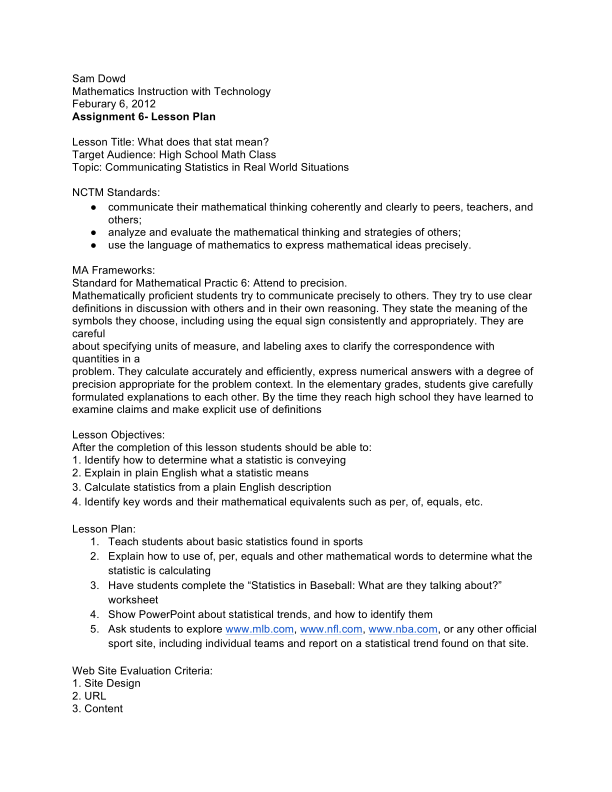 Sam Dowd
Mathematics Instruction with Technology
Feburary 6, 2012
Assignment 6- Lesson Plan
Lesson Title: What does that stat mean?
Target Audience: High School Math Class
Topic: Communicating Statistics in Real World Situations
NCTM Standards:
● communicate their mathematical thinking coherently and clearly to peers, teachers, and
others;
● analyze and evaluate the mathematical thinking and strategies of others;
● use the language of mathematics to express mathematical ideas precisely.
MA Frameworks:
Standard for Mathematical Practic 6: Attend to precision.
Mathematically proficient students try to communicate precisely to others. They try to use clear
definitions in discussion with others and in their own reasoning. They state the meaning of the
symbols they choose, including using the equal sign consistently and appropriately. They are
careful
about specifying units of measure, and labeling axes to clarify the correspondence with
quantities in a
problem. They calculate accurately and efficiently, express numerical answers with a degree of
precision appropriate for the problem context. In the elementary grades, students give carefully
formulated explanations to each other. By the time they reach high school they have learned to
examine claims and make explicit use of definitions
Lesson Objectives:
After the completion of this lesson students should be able to:
1. Identify how to determine what a statistic is conveying
2. Explain in plain English what a statistic means
3. Calculate statistics from a plain English description
4. Identify key words and their mathematical equivalents such as per, of, equals, etc.
Lesson Plan:
1. Teach students about basic statistics found in sports
2. Explain how to use of, per, equals and other mathematical words to determine what the
statistic is calculating
3. Have students complete the “Statistics in Baseball: What are they talking about?”
worksheet
4. Show PowerPoint about statistical trends, and how to identify them
5. Ask students to explore www.mlb.com, www.nfl.com, www.nba.com, or any other official
sport site, including individual teams and report on a statistical trend found on that site.
Web Site Evaluation Criteria:
1. Site Design
2. URL
3. Content